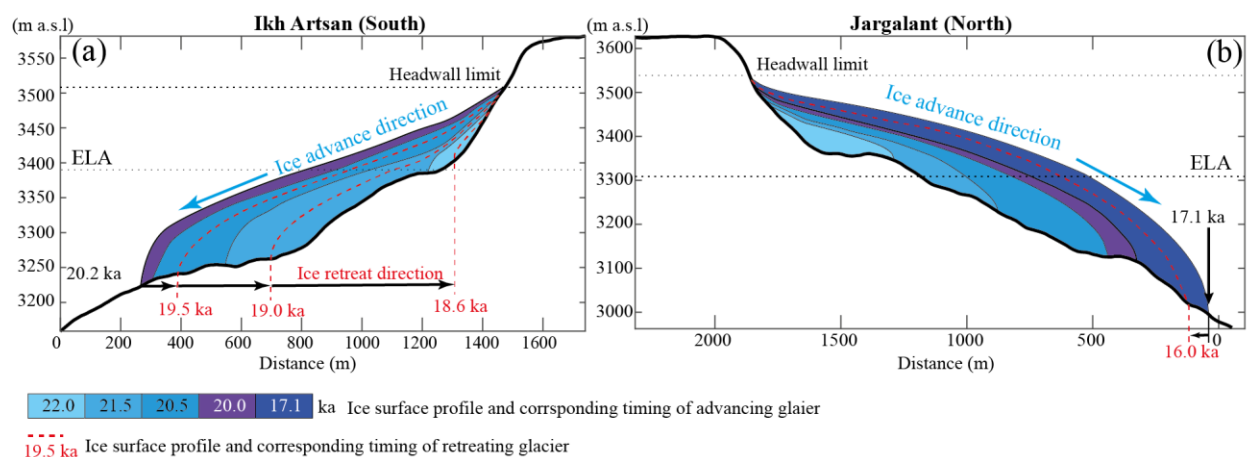 (m a.s.l)
Ikh Artsan (South)
(a)
Headwall limit
Ice advance direction
ELA
20.2 ka
Ice retreat direction
19.5 ka
19.0 ka
18.6 ka
3550
3500
3450
3400
3350
3300
3250
3200
0
200
400
600
800
1000
1200
1400
1600
Distance (m)
(m a.s.l)
Jargalant (North)
(b)
Headwall limit
Ice advance direction
ELA
17.1 ka
16.0 ka
3600
3500
3400
3300
3200
3100
3000
2000
1500
1000
500
0
Distance (m)
22.0 21.5 20.5 20.0 17.1 ka Ice surface profile and corrsponding timing of advancing glaier
19.5 ka Ice surface profile and corresponding timing of retreating glacier